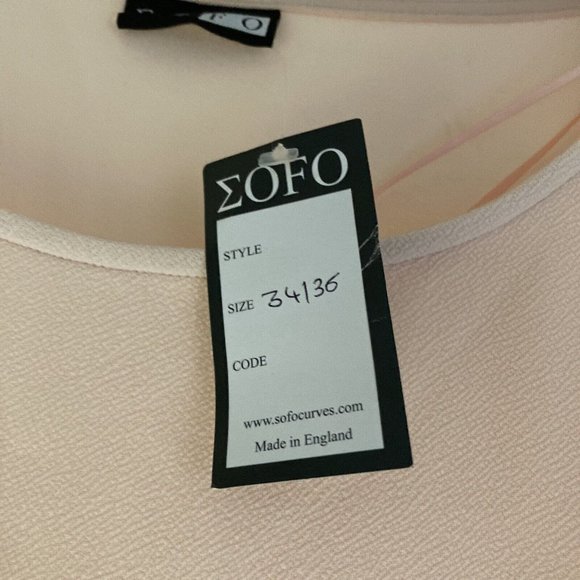 ΣOFO
STYLE
SIZE 34/36
CODE
www.sofocurves.com
Made in England